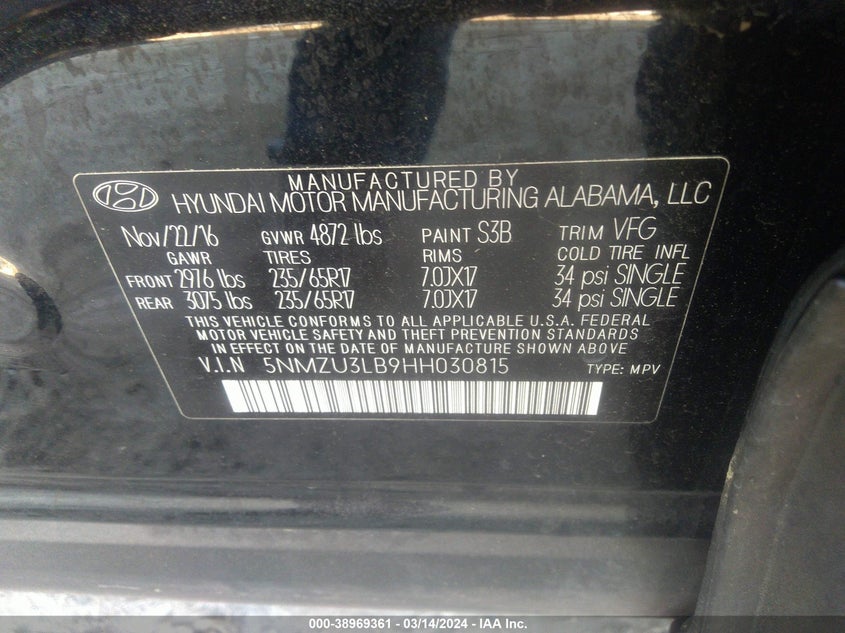 MANUFACTURED BY
HYUNDAI MOTOR MANUFACTURING ALABAMA, LLC
Nov/22/16 GVWR 4872 lbs PAINT S3B TRIM VFG
GAWR TIRES RIMS COLD TIRE INFL
FRONT 2976 lbs 235/65R17 7.0JX17 34 psi SINGLE
REAR 3075 lbs 235/65R17 7.0JX17 34 psi SINGLE
THIS VEHICLE CONFORMS TO ALL APPLICABLE U.S.A. FEDERAL
MOTOR VEHICLE SAFETY AND THEFT PREVENTION STANDARDS
IN EFFECT ON THE DATE OF MANUFACTURE SHOWN ABOVE.
V.I.N 5NMZU3LB9HH030815 TYPE: MPV
000-38969361 - 03/14/2024 - IAA Inc.